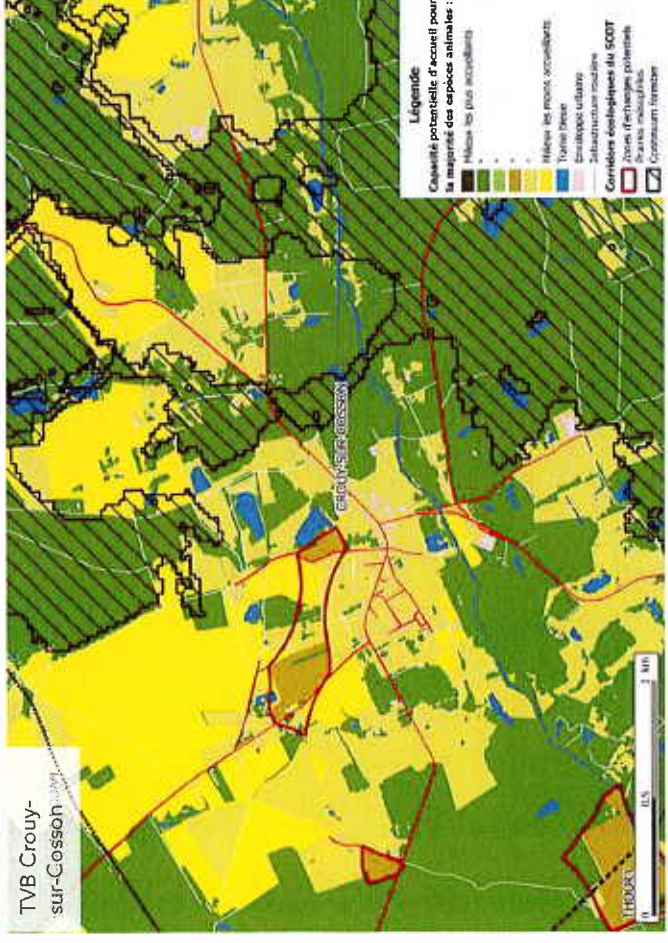 TVB Crouy-
sur-Cosson
CROUY-SUR-COSSON
THOURY
0 0.5 1 km
Légende
Capacité potentielle d'accueil pour
la majorité des espèces animales :
Milieux les plus accueillants
Milieux les moins accueillants
Trame bleue
Enveloppe urbaine
Infrastructure routière
Corridors écologiques du SCOT
Zones d'échanges potentiels
Prairies mésophiles
Continuum forestier